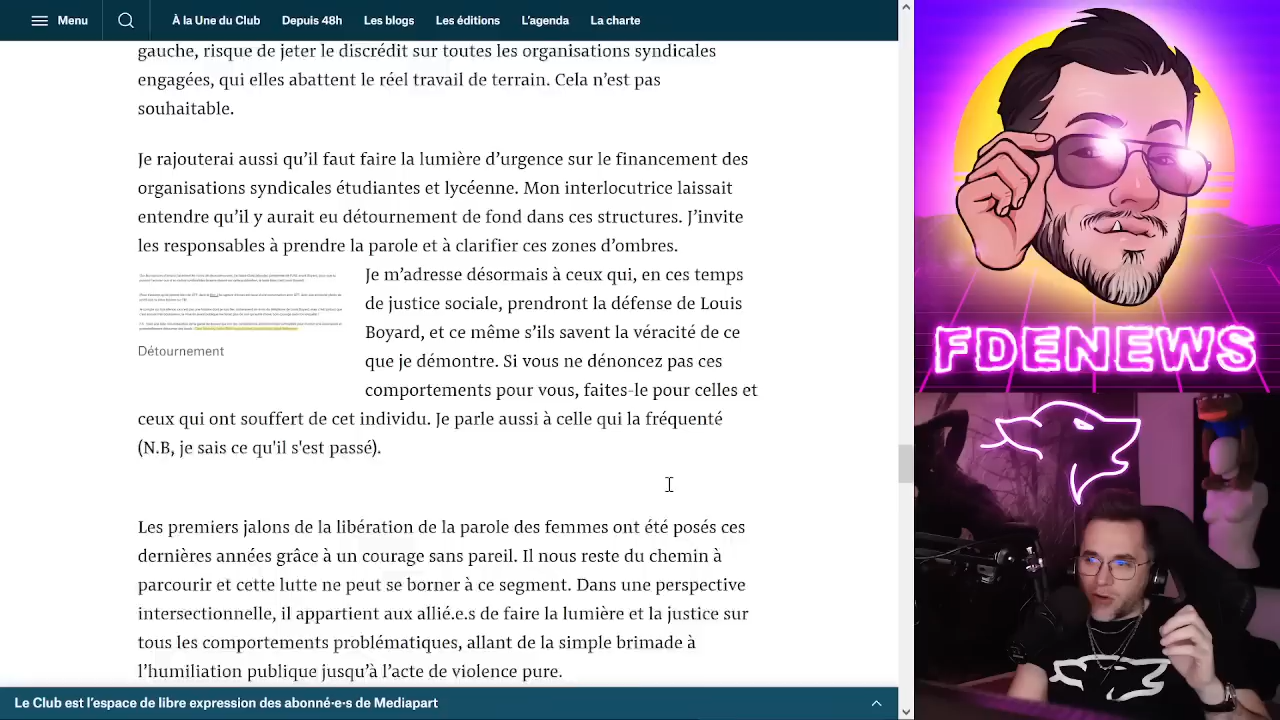 Menu
À la Une du Club
Depuis 48h
Les blogs
Les éditions
L'agenda
La charte
gauche, risque de jeter le discrédit sur toutes les organisations syndicales
engagées, qui elles abattent le réel travail de terrain. Cela n’est pas
souhaitable.
Je rajouterai aussi qu’il faut faire la lumière d’urgence sur le financement des
organisations syndicales étudiantes et lycéenne. Mon interlocutrice laissait
entendre qu’il y aurait eu détournement de fond dans ces structures. J’invite
les responsables à prendre la parole et à clarifier ces zones d’ombres.
Je m’adresse désormais à ceux qui, sous les traits
de justice sociale, prendront la défense de Louis
Boyard, et ce même s’ils savent la véracité de ce
que je démontre. Si vous ne dénoncez pas ces
comportements pour vous, faites-le pour celles et
Détournement
ceux qui ont souffert de cet individu. Je parle aussi à celle qui la fréquenté
(N.B, je sais ce qu'il s'est passé).
Les premiers jalons de la libération de la parole des femmes ont été posés ces
dernières années grâce à un courage sans pareil. Il nous reste du chemin à
parcourir et cette lutte ne peut se borner à ce segment. Dans une perspective
intersectionnelle, il appartient aux allié.e.s de faire la lumière et la justice sur
tous les comportements problématiques, allant de la simple brimade à
l’humiliation publique jusqu’à l’acte de violence pure.
Le Club est l'espace de libre expression des abonné·e·s de Mediapart
FDENEWS